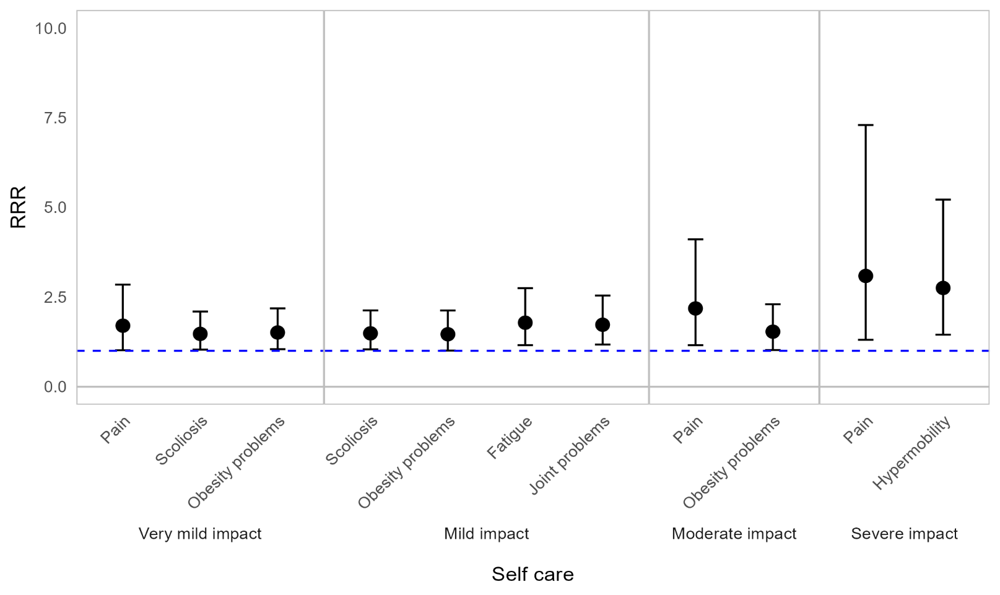 10.0
7.5
5.0
2.5
0.0
RRR
Pain
Scoliosis
Obesity problems
Scoliosis
Obesity problems
Fatigue
Joint problems
Pain
Obesity problems
Pain
Hypermobility
Very mild impact
Mild impact
Moderate impact
Severe impact
Self care